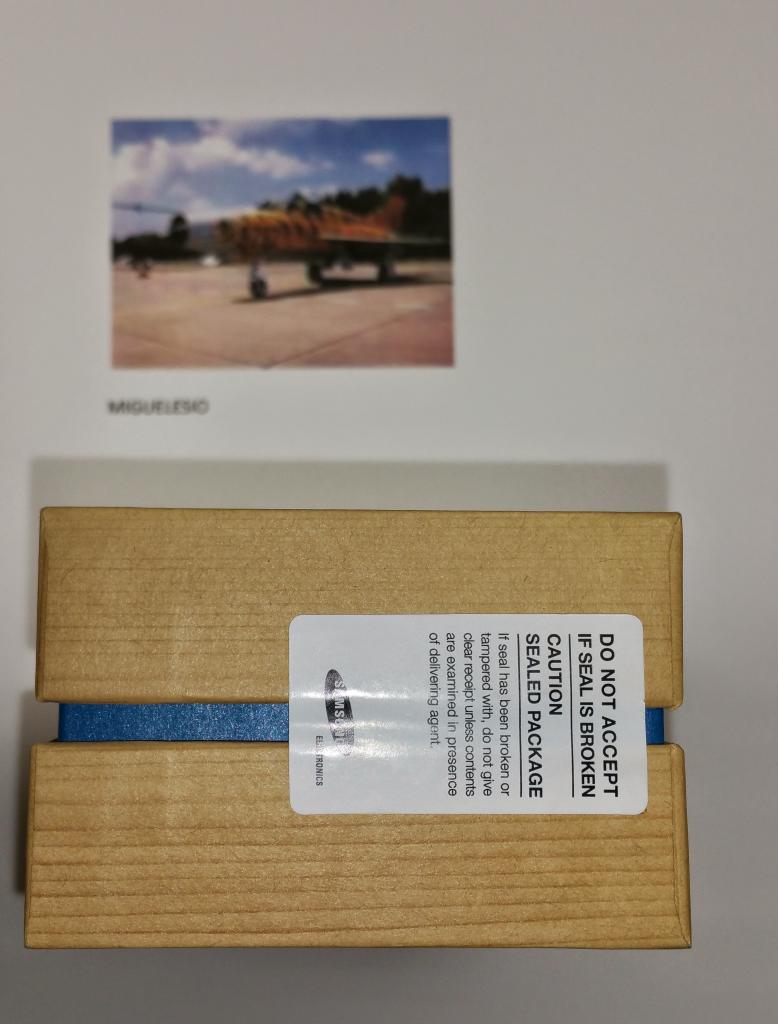 MIGUELESIO
DO NOT ACCEPT
IF SEAL IS BROKEN
CAUTION
SEALED PACKAGE
If seal has been broken or
tampered with, do not give
clear receipt unless contents
are examined in presence
of delivering agent.
SAMSUNG
ELECTRONICS